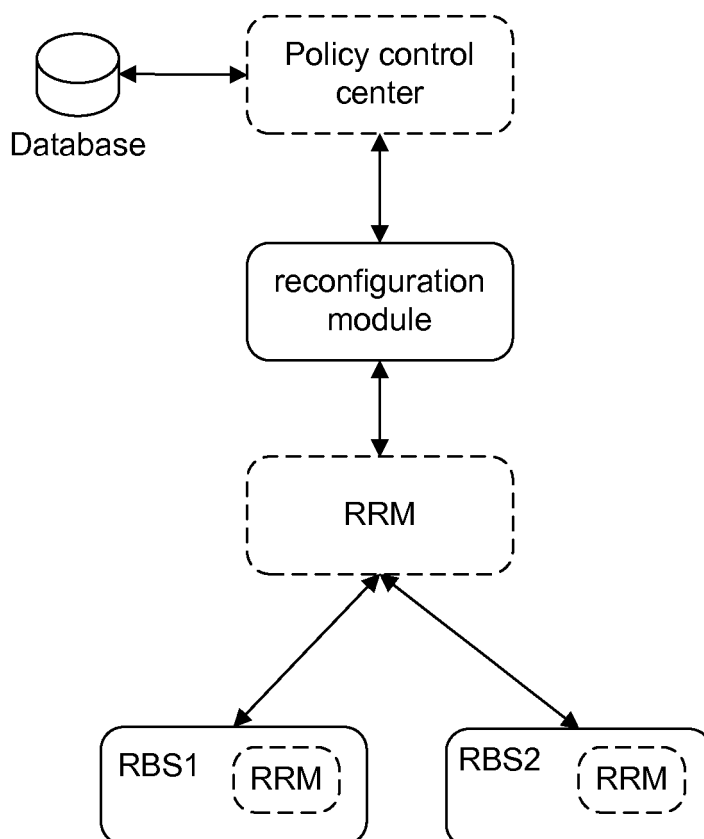 Policy control
center
Database
reconfiguration
module
RRM
RBS1
RRM
RBS2
RRM